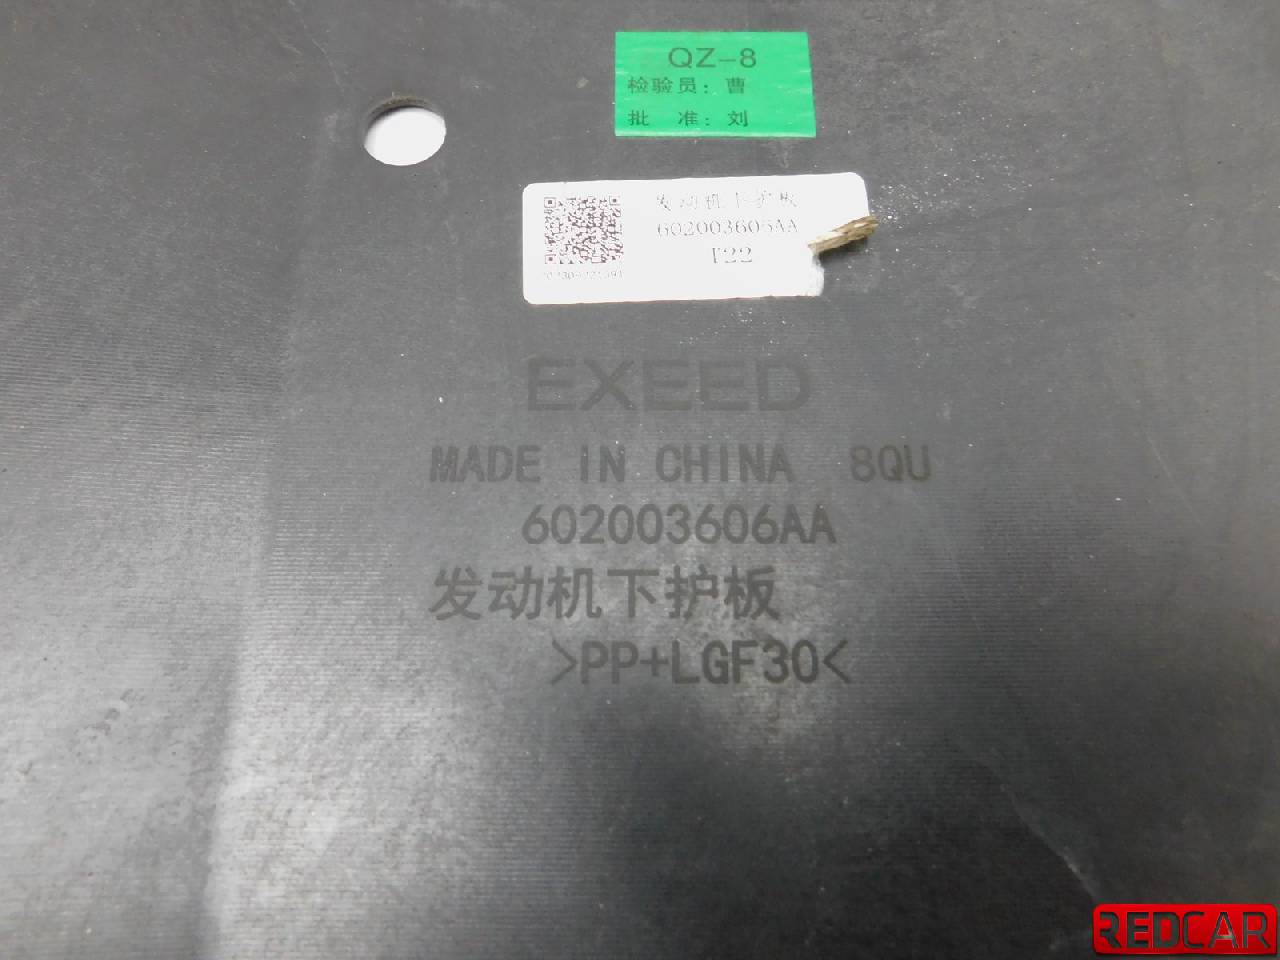 QZ-8
检验员：曹
批 准：刘
发动机下护板
602003606AA
T22
EXEED
MADE IN CHINA 8QU
602003606AA
发动机下护板
>PP+LGF30<
REDCAR